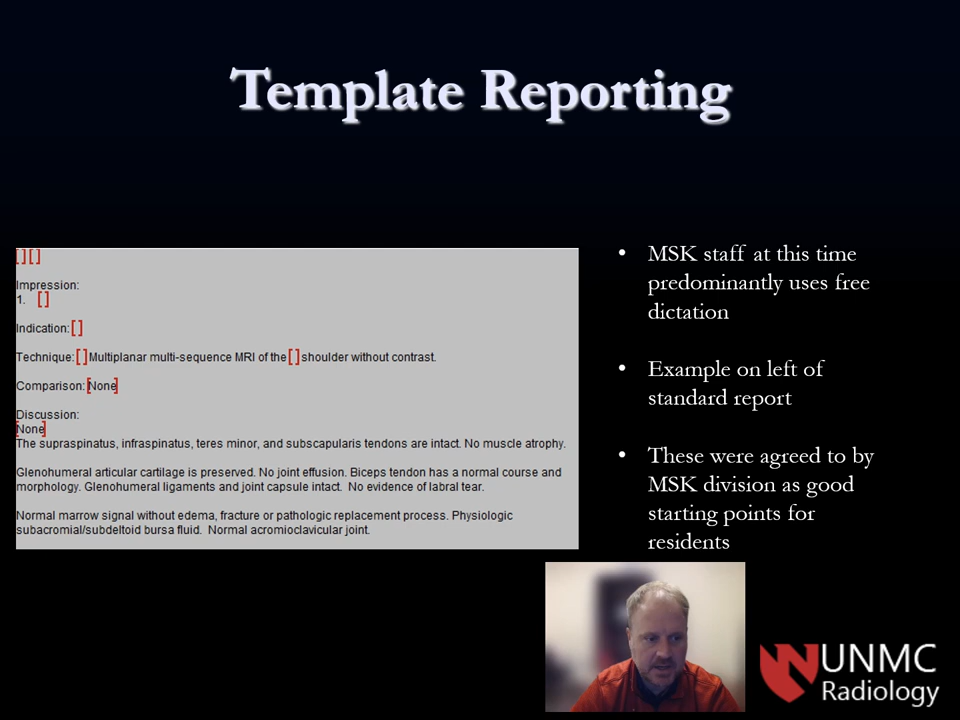 Template Reporting
[ ] [ ]
Impression:
1. [ ]
Indication: [ ]
Technique: [ ] Multiplanar multi-sequence MRI of the [ ] shoulder without contrast.
Comparison: [None]
Discussion:
[None]
The supraspinatus, infraspinatus, teres minor, and subscapularis tendons are intact. No muscle atrophy.
Glenohumeral articular cartilage is preserved. No joint effusion. Biceps tendon has a normal course and
morphology. Glenohumeral ligaments and joint capsule intact. No evidence of labral tear.
Normal marrow signal without edema, fracture or pathologic replacement process. Physiologic
subacromial/subdeltoid bursa fluid. Normal acromioclavicular joint.
• MSK staff at this time
predominantly uses free
dictation
• Example on left of
standard report
• These were agreed to by
MSK division as good
starting points for
residents
UNMC
Radiology